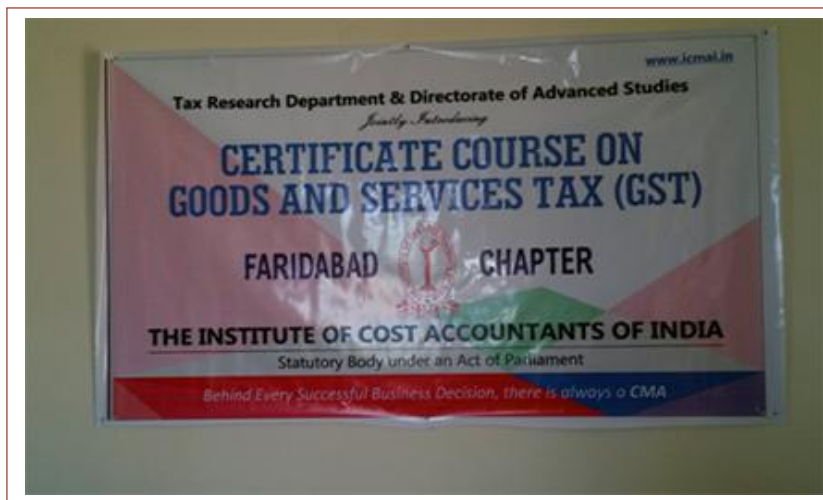 www.icmai.in
Tax Research Department & Directorate of Advanced Studies
Jointly Introducing
CERTIFICATE COURSE ON
GOODS AND SERVICES TAX (GST)
FARIDABAD CHAPTER
THE INSTITUTE OF COST ACCOUNTANTS OF INDIA
Statutory Body under an Act of Parliament
Behind Every Successful Business Decision, there is always a CMA